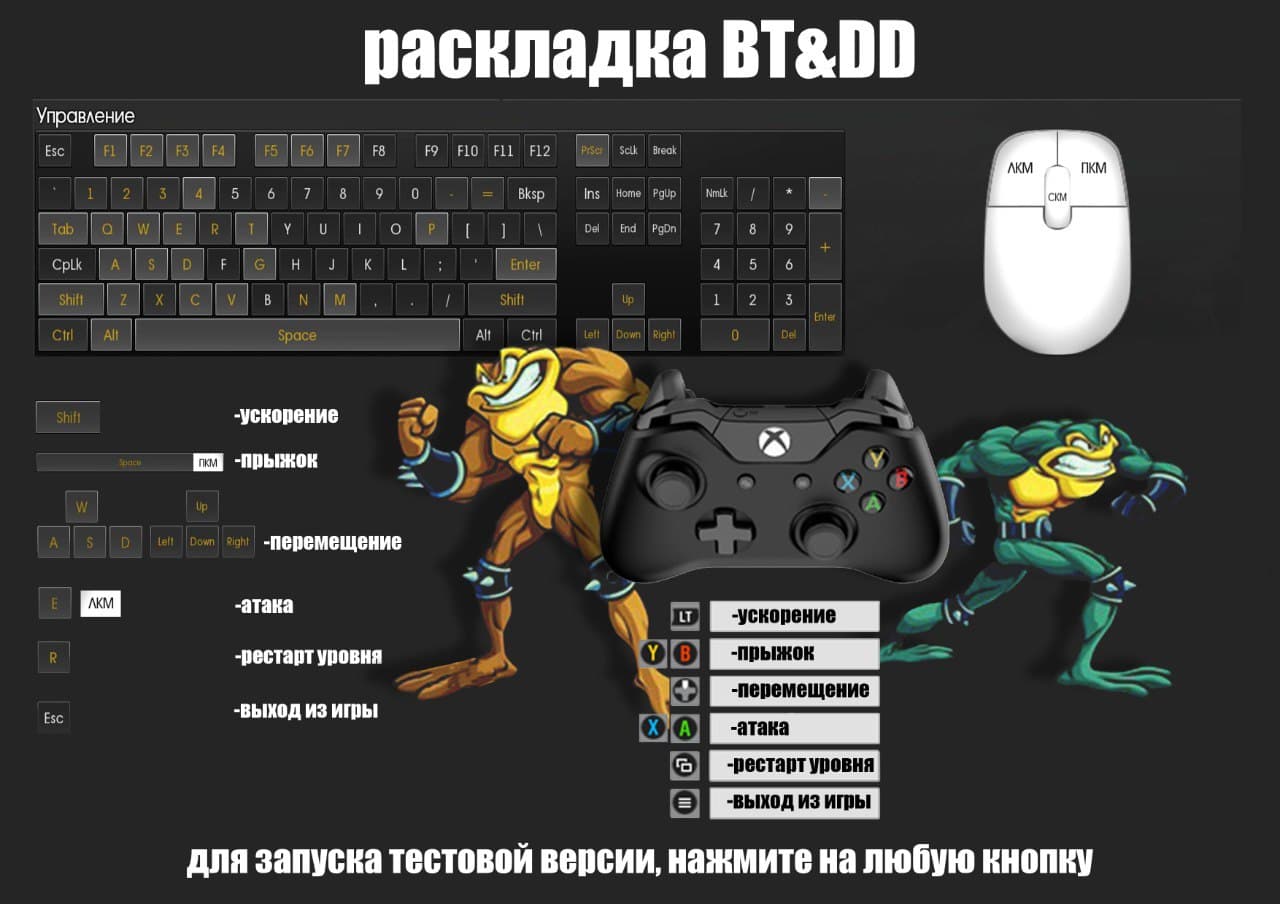 раскладка BT&DD
Управление
Esc F1 F2 F3 F4 F5 F6 F7 F8 F9 F10 F11 F12 PrScr ScLk Break
` 1 2 3 4 5 6 7 8 9 0 - = Bksp Ins Home PgUp NmLk / * -
Tab Q W E R T Y U I O P [ ] \ Del End PgDn 7 8 9 +
CpLk A S D F G H J K L ; ' Enter 4 5 6
Shift Z X C V B N M , . / Shift Up 1 2 3 Enter
Ctrl Alt Space Alt Ctrl Left Down Right 0 Del
ЛКМ ПКМ
СКМ
Shift -ускорение
Space ПКМ -прыжок
W Up
A S D Left Down Right -перемещение
E ЛКМ -атака
R -рестарт уровня
Esc -выход из игры
Y
X B
A
LT -ускорение
Y B -прыжок
-перемещение
X A -атака
-рестарт уровня
-выход из игры
для запуска тестовой версии, нажмите на любую кнопку